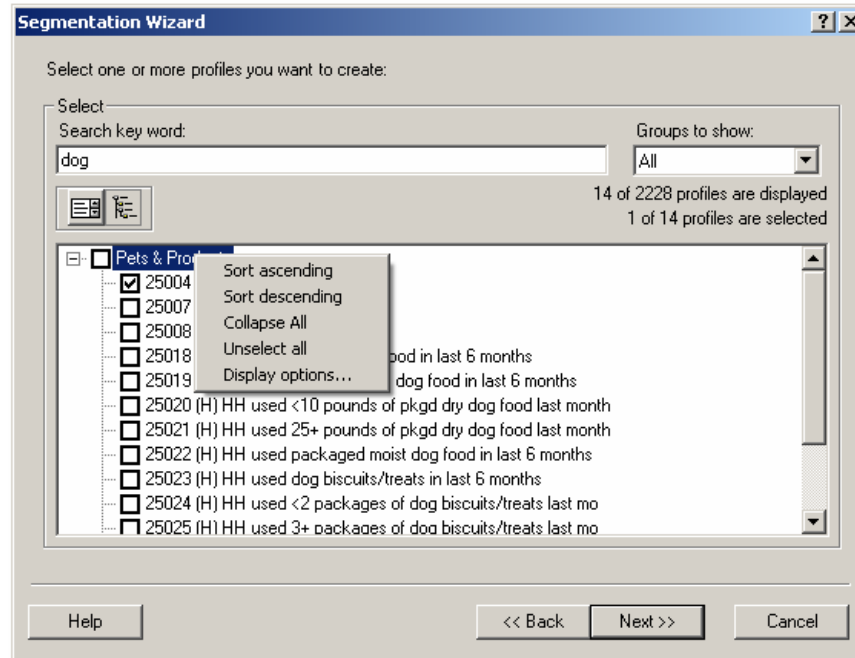 Segmentation Wizard
Select one or more profiles you want to create:
Select
Search key word:
Groups to show:
dog
All
14 of 2228 profiles are displayed
1 of 14 profiles are selected
Pets &
25004
25007
25008
25018 food in last 6 months
25019 dog food in last 6 months
25020 (H) HH used <10 pounds of pkgd dry dog food last month
25021 (H) HH used 25+ pounds of pkgd dry dog food last month
25022 (H) HH used packaged moist dog food in last 6 months
25023 (H) HH used dog biscuits/treats in last 6 months
25024 (H) HH used <2 packages of dog biscuits/treats last mo
25025 (H) HH used 3+ packages of dog biscuits/treats last mo
Sort ascending
Sort descending
Collapse All
Unselect all
Display options...
Help
<< Back
Next >>
Cancel